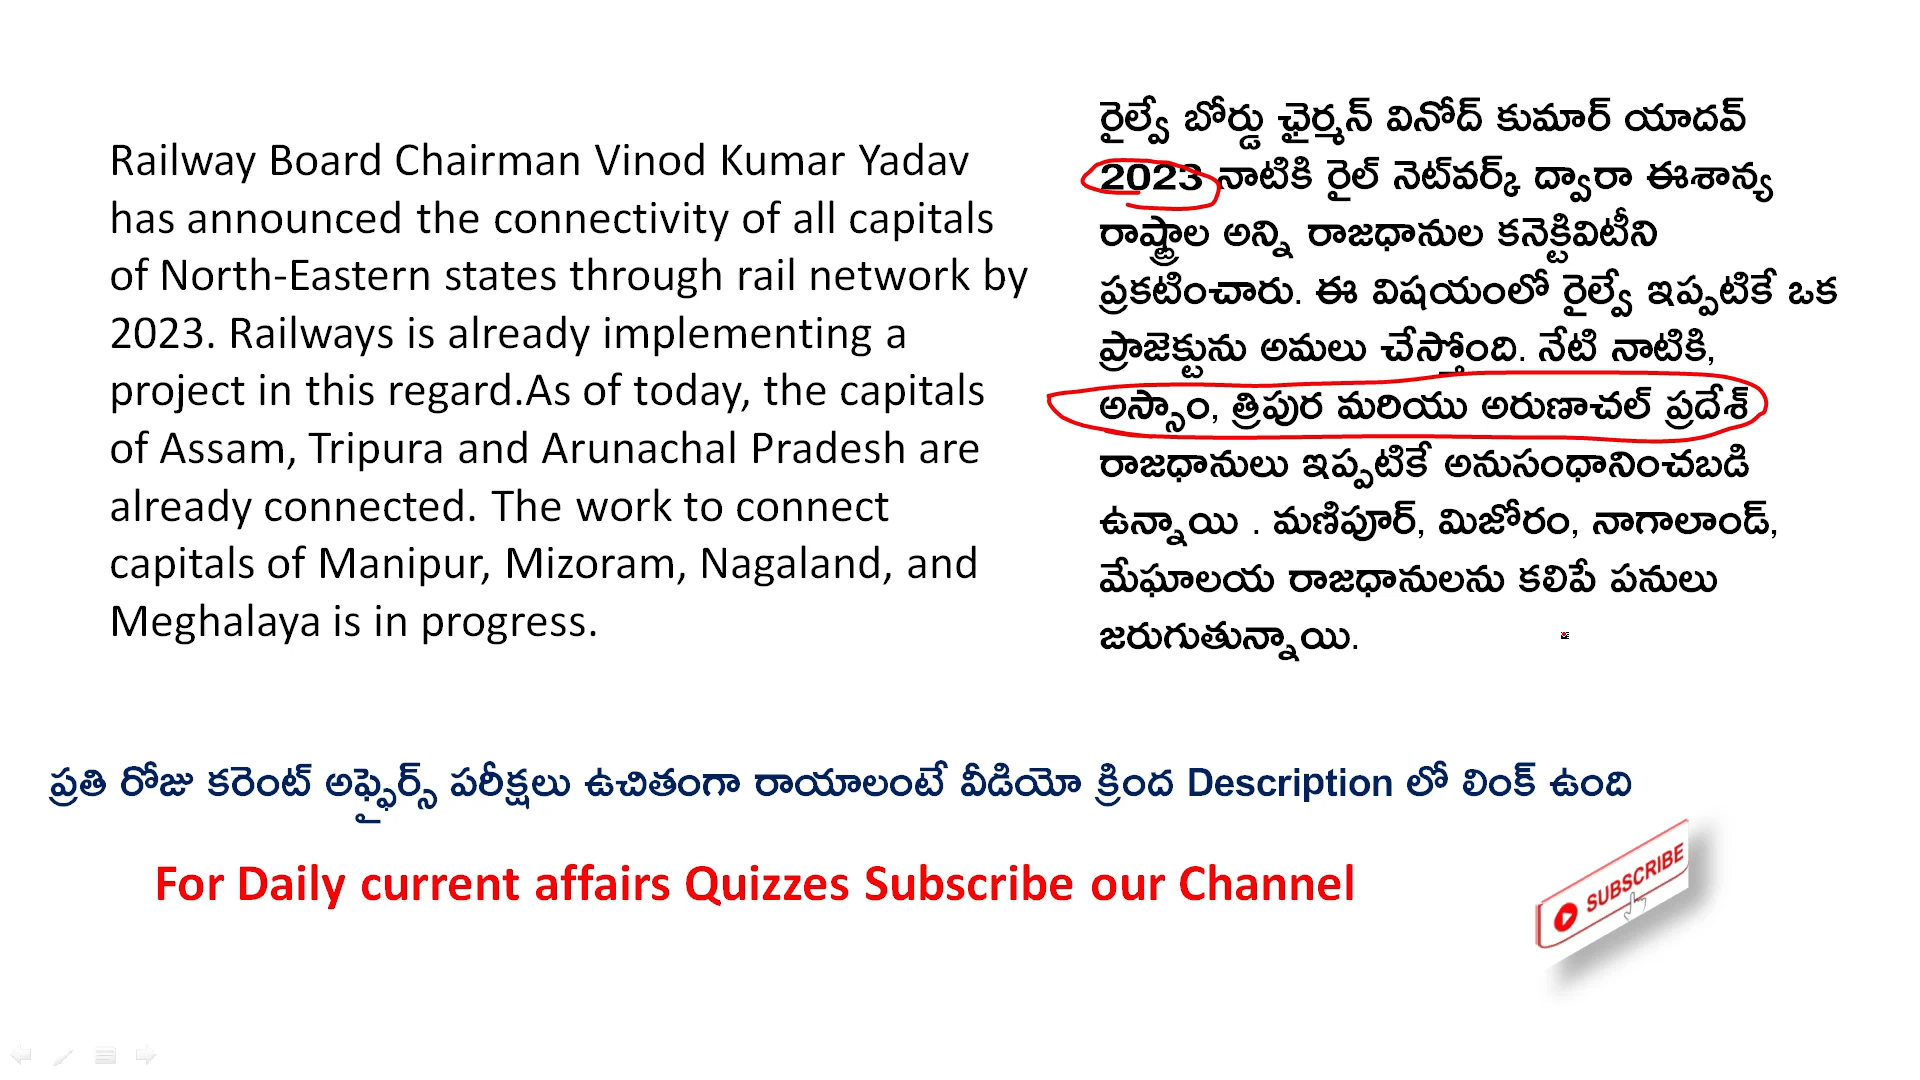 Railway Board Chairman Vinod Kumar Yadav
has announced the connectivity of all capitals
of North-Eastern states through rail network by
2023. Railways is already implementing a
project in this regard.As of today, the capitals
of Assam, Tripura and Arunachal Pradesh are
already connected. The work to connect
capitals of Manipur, Mizoram, Nagaland, and
Meghalaya is in progress.
రైల్వే బోర్డు ఛైర్మన్ వినోద్ కుమార్ యాదవ్
2023 నాటికి రైల్ నెట్‌వర్క్ ద్వారా ఈశాన్య
రాష్ట్రాల అన్ని రాజధానుల కనెక్టివిటీని
ప్రకటించారు. ఈ విషయంలో రైల్వే ఇప్పటికే ఒక
ప్రాజెక్టును అమలు చేస్తోంది. నేటి నాటికి,
అస్సాం, త్రిపుర మరియు అరుణాచల్ ప్రదేశ్
రాజధానులు ఇప్పటికే అనుసంధానించబడి
ఉన్నాయి . మణిపూర్, మిజోరం, నాగాలాండ్,
మేఘాలయ రాజధానులను కలిపే పనులు
జరుగుతున్నాయి.
ప్రతి రోజు కరెంట్ అఫ్ఫైర్స్ పరీక్షలు ఉచితంగా రాయాలంటే వీడియో క్రింద Description లో లింక్ ఉంది
For Daily current affairs Quizzes Subscribe our Channel
SUBSCRIBE